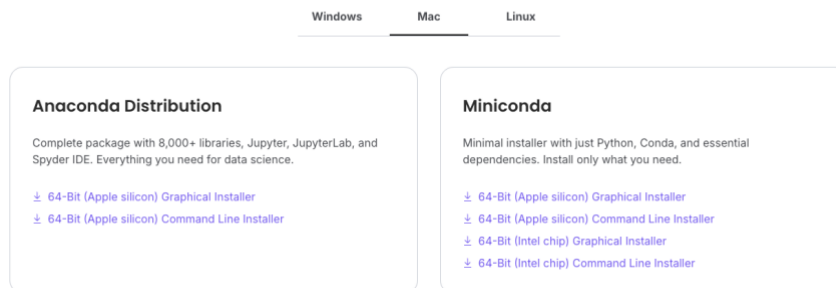 Windows
Mac
Linux
Anaconda Distribution
Complete package with 8,000+ libraries, Jupyter, JupyterLab, and
Spyder IDE. Everything you need for data science.
64-Bit (Apple silicon) Graphical Installer
64-Bit (Apple silicon) Command Line Installer
Miniconda
Minimal installer with just Python, Conda, and essential
dependencies. Install only what you need.
64-Bit (Apple silicon) Graphical Installer
64-Bit (Apple silicon) Command Line Installer
64-Bit (Intel chip) Graphical Installer
64-Bit (Intel chip) Command Line Installer